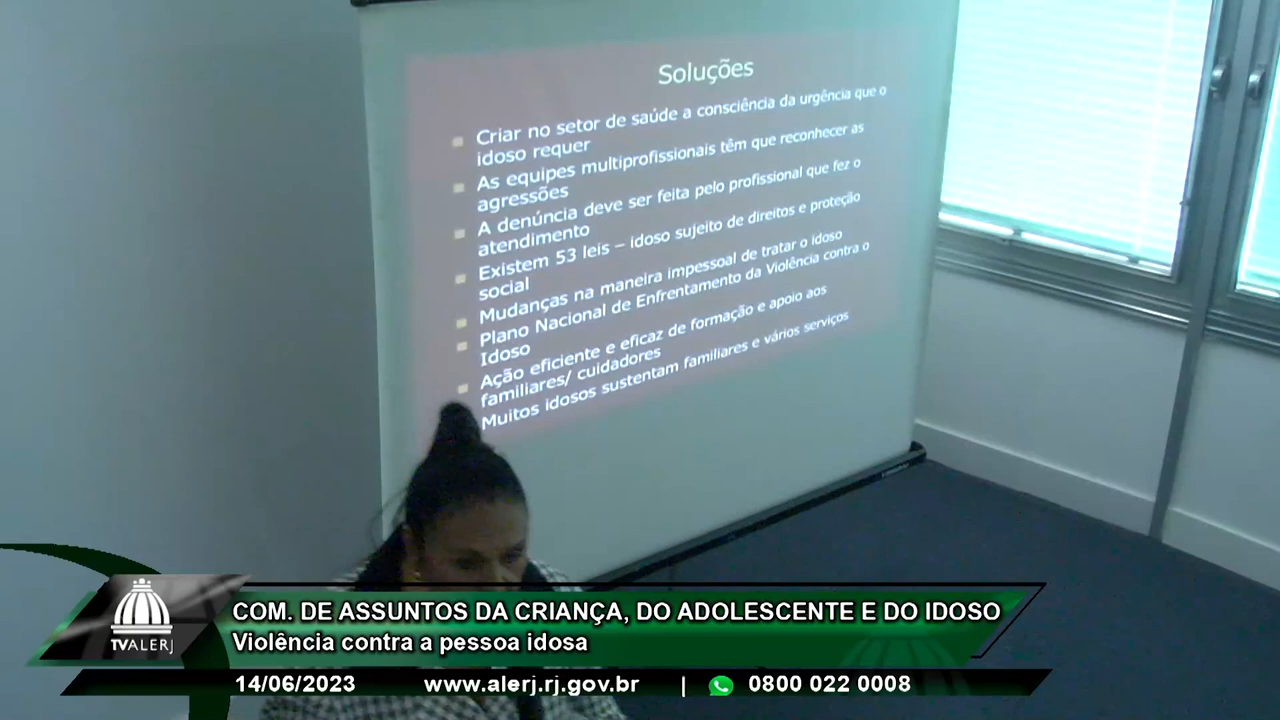 Soluções
Criar no setor de saúde a consciência da urgência que o
idoso requer
As equipes multiprofissionais têm que reconhecer as
agressões
A denúncia deve ser feita pelo profissional que fez o
atendimento
Existem 53 leis – idoso sujeito de direitos e proteção
social
Mudanças na maneira impessoal de tratar o idoso
Plano Nacional de Enfrentamento da Violência contra o
Idoso
Ação eficiente e eficaz de formação e apoio aos
familiares/ cuidadores
Muitos idosos sustentam familiares e vários serviços
TVALERJ
COM. DE ASSUNTOS DA CRIANÇA, DO ADOLESCENTE E DO IDOSO
Violência contra a pessoa idosa
14/06/2023 www.alerj.rj.gov.br | 0800 022 0008